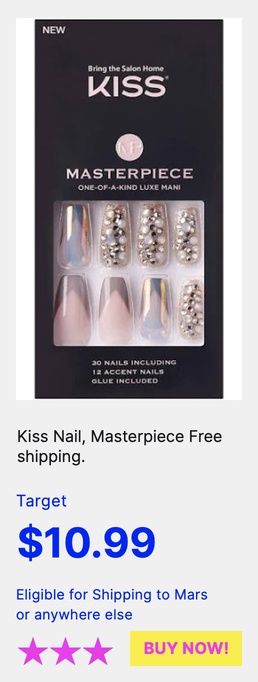 NEW
Bring the Salon Home
KISS®
MP
MASTERPIECE
ONE-OF-A-KIND LUXE MANI
30 NAILS INCLUDING
12 ACCENT NAILS
GLUE INCLUDED
Kiss Nail, Masterpiece Free
shipping.
Target
$10.99
Eligible for Shipping to Mars
or anywhere else
BUY NOW!